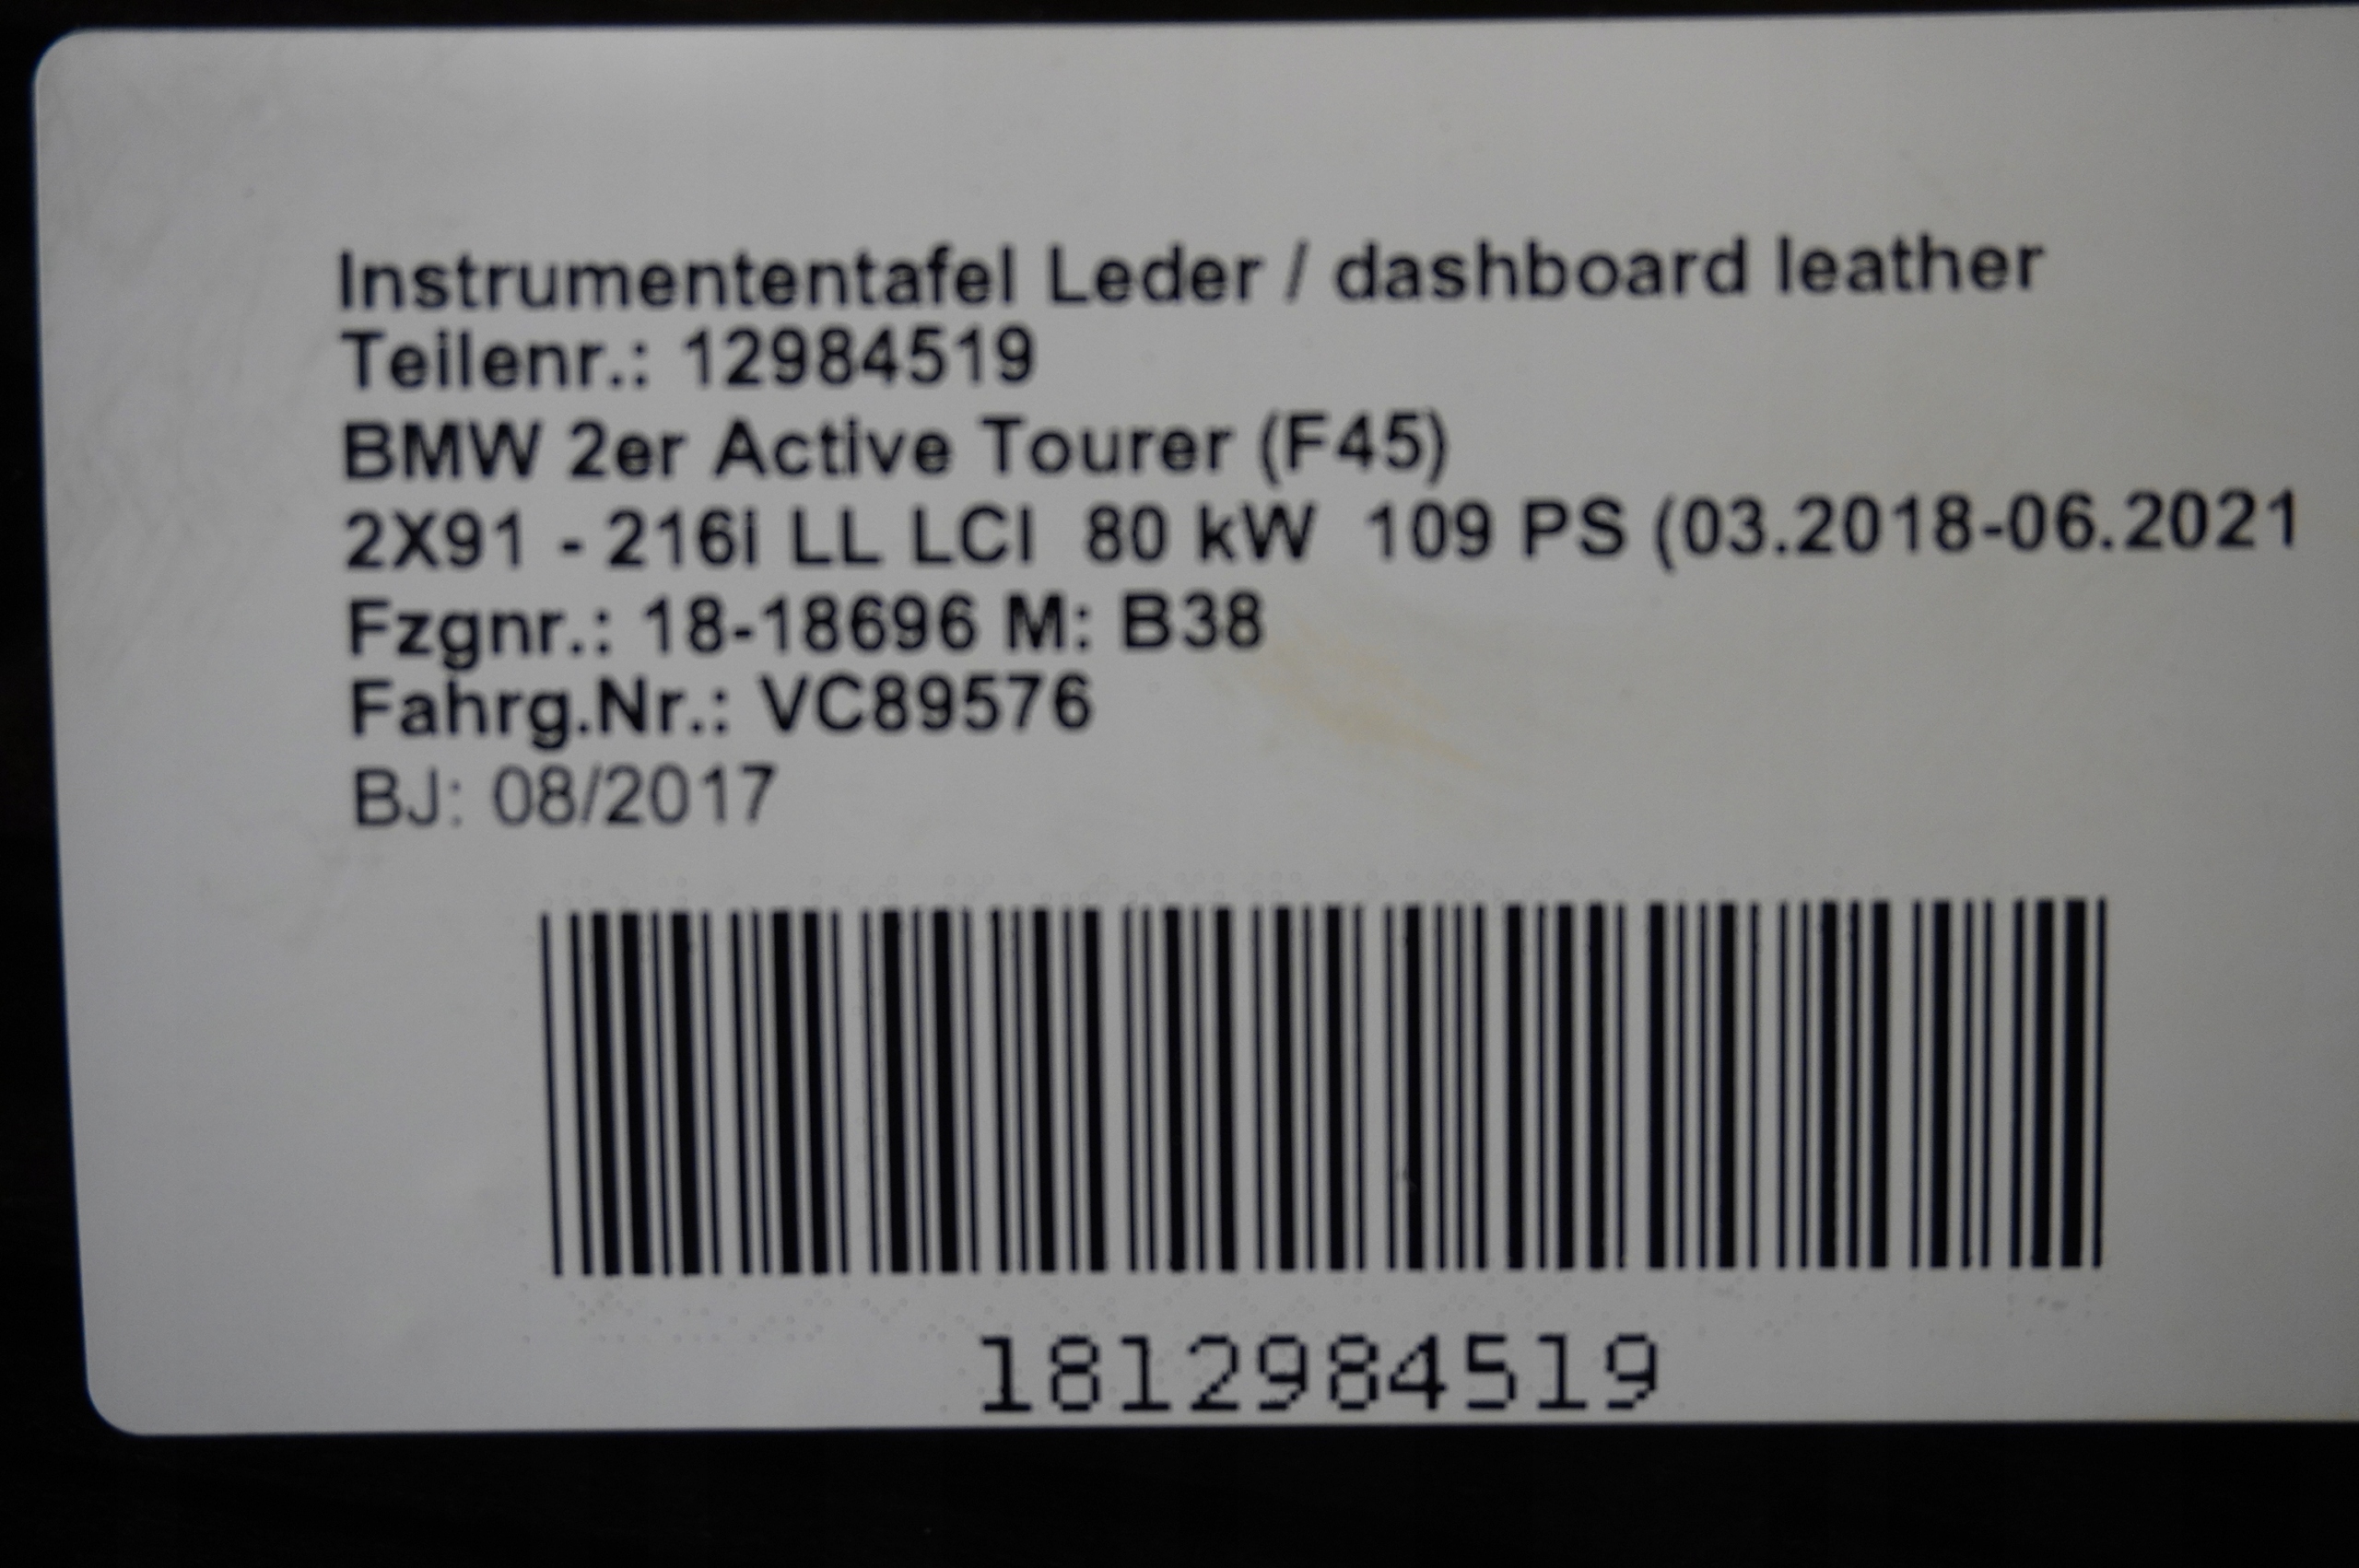 Instrumententafel Leder / dashboard leather
Teilenr.: 12984519
BMW 2er Active Tourer (F45)
2X91 - 216i LL LCI  80 kW  109 PS (03.2018-06.2021
Fzgnr.: 18-18696 M: B38
Fahrg.Nr.: VC89576
BJ: 08/2017
1812984519